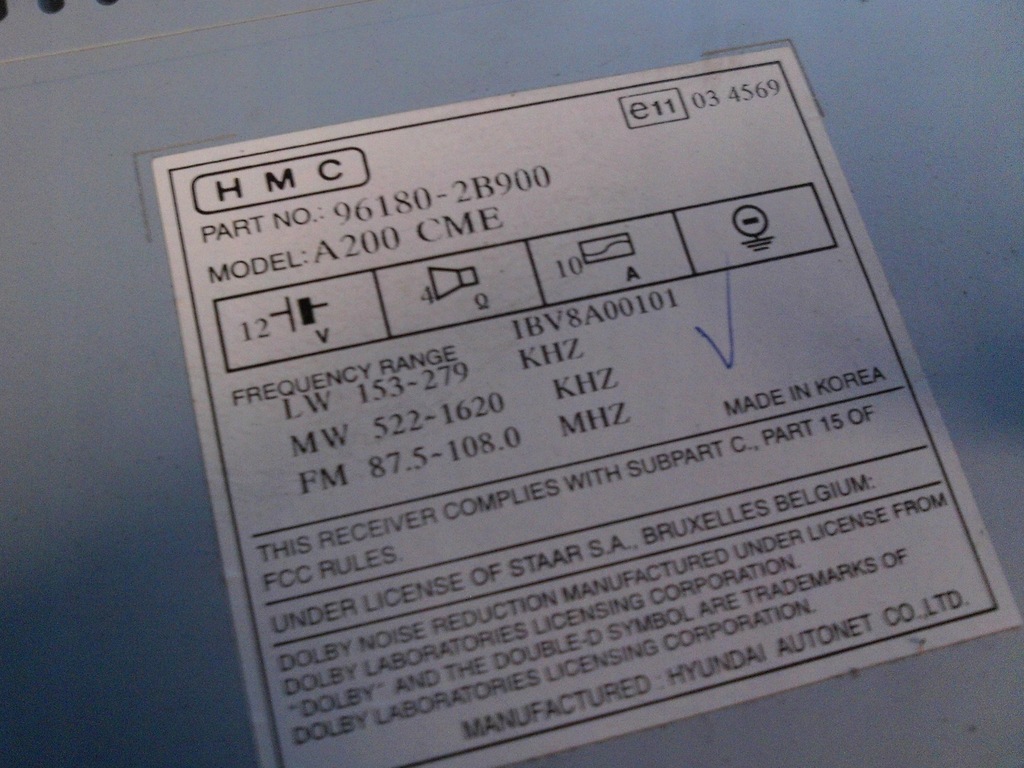 HMC
e11 03 4569
PART NO.: 96180-2B900
MODEL: A200 CME
12 V 4 Ω 10 A
FREQUENCY RANGE IBV8A00101
LW 153~279 KHZ
MW 522~1620 KHZ
FM 87.5~108.0 MHZ
MADE IN KOREA
THIS RECEIVER COMPLIES WITH SUBPART C., PART 15 OF
FCC RULES.
UNDER LICENSE OF STAAR S.A., BRUXELLES BELGIUM:
DOLBY NOISE REDUCTION MANUFACTURED UNDER LICENSE FROM
DOLBY LABORATORIES LICENSING CORPORATION.
"DOLBY" AND THE DOUBLE-D SYMBOL ARE TRADEMARKS OF
DOLBY LABORATORIES LICENSING CORPORATION.
MANUFACTURED : HYUNDAI AUTONET CO.,LTD.